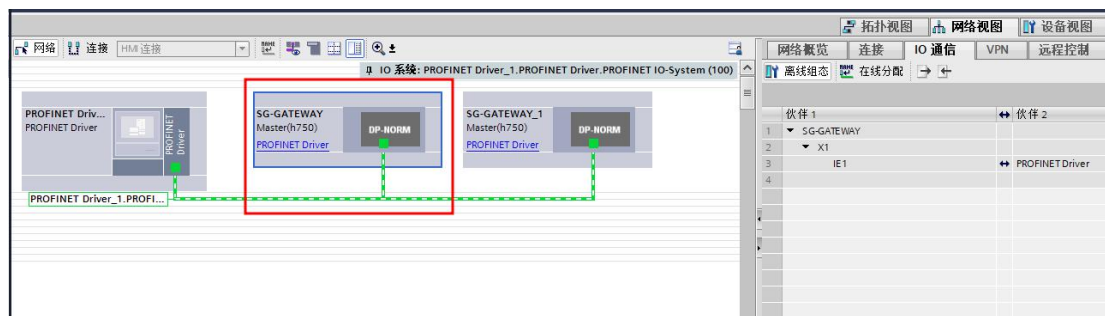 拓扑视图 网络视图 设备视图
网络 连接 HMI 连接
网络概览 连接 IO 通信 VPN 远程控制
IO 系统: PROFINET Driver_1.PROFINET Driver.PROFINET IO-System (100)
离线组态 在线分配
PROFINET Driv...
PROFINET Driver
PROFINET Driver
SG-GATEWAY
Master(h750)
PROFINET Driver
DP-NORM
SG-GATEWAY_1
Master(h750)
PROFINET Driver
DP-NORM
PROFINET Driver_1.PROFI...
伙伴 1 伙伴 2
1 SG-GATEWAY
2 X1
3 IE1 PROFINET Driver
4